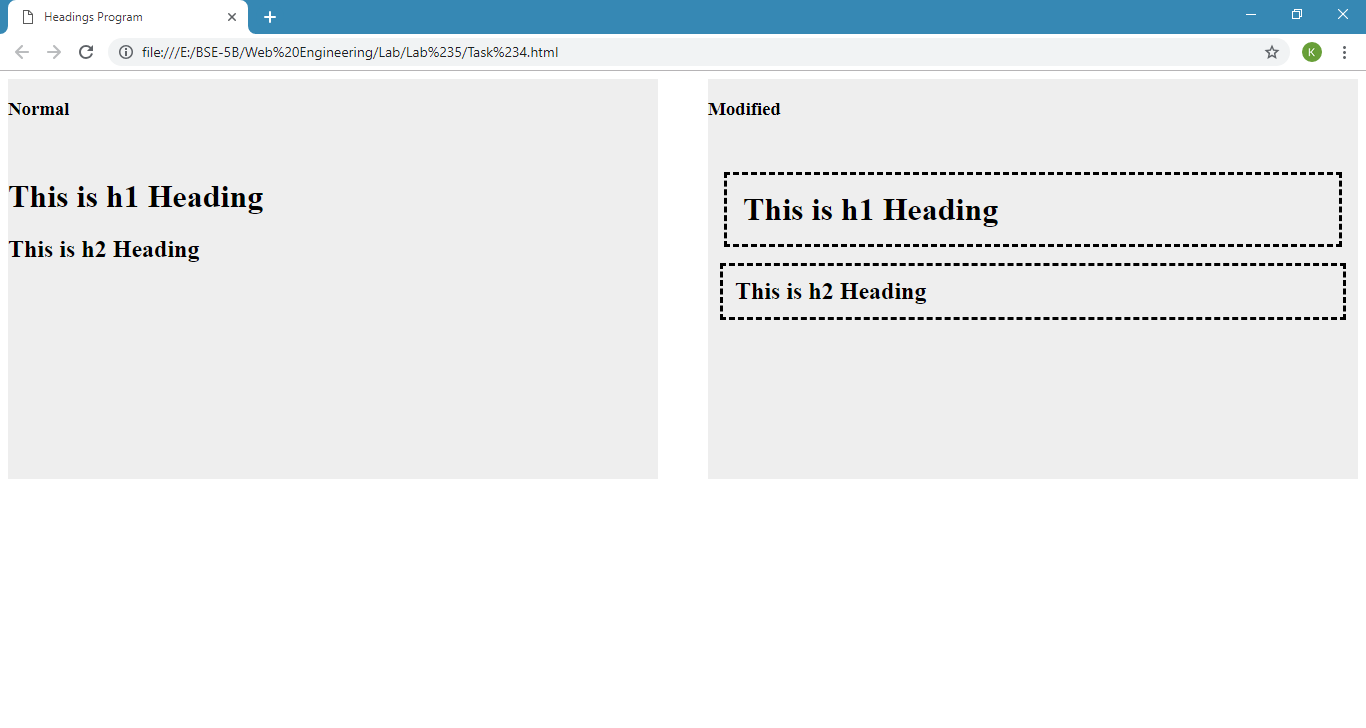 Headings Program
file:///E:/BSE-5B/Web%20Engineering/Lab/Lab%235/Task%234.html
K
Normal
This is h1 Heading
This is h2 Heading
Modified
This is h1 Heading
This is h2 Heading